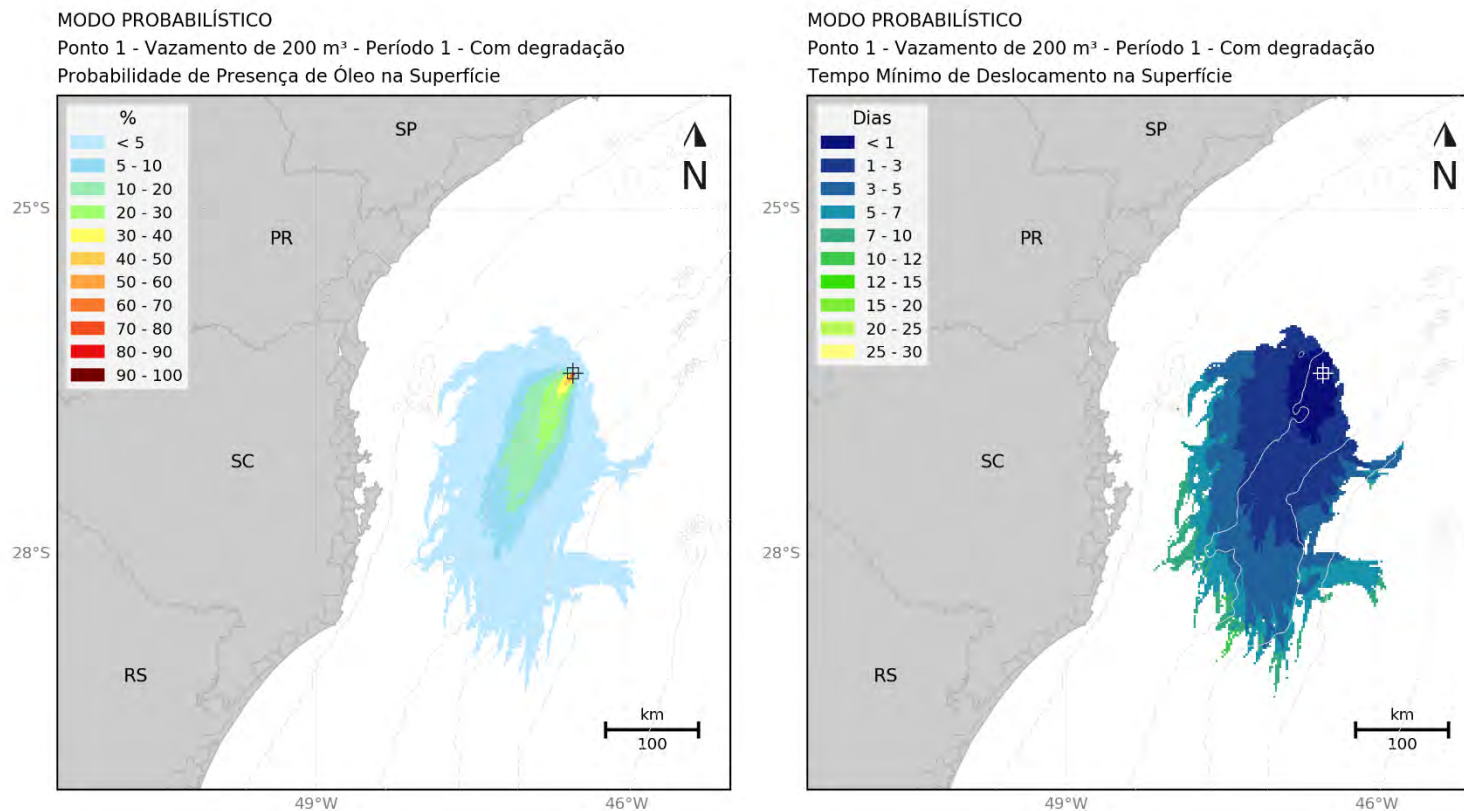 MODO PROBABILÍSTICO
Ponto 1 - Vazamento de 200 m³ - Período 1 - Com degradação
Probabilidade de Presença de Óleo na Superfície
%
< 5
5 - 10
10 - 20
20 - 30
30 - 40
40 - 50
50 - 60
60 - 70
70 - 80
80 - 90
90 - 100
SP
PR
SC
RS
N
25°S
28°S
49°W
46°W
km
100
MODO PROBABILÍSTICO
Ponto 1 - Vazamento de 200 m³ - Período 1 - Com degradação
Tempo Mínimo de Deslocamento na Superfície
Dias
< 1
1 - 3
3 - 5
5 - 7
7 - 10
10 - 12
12 - 15
15 - 20
20 - 25
25 - 30
SP
PR
SC
RS
N
25°S
28°S
49°W
46°W
km
100